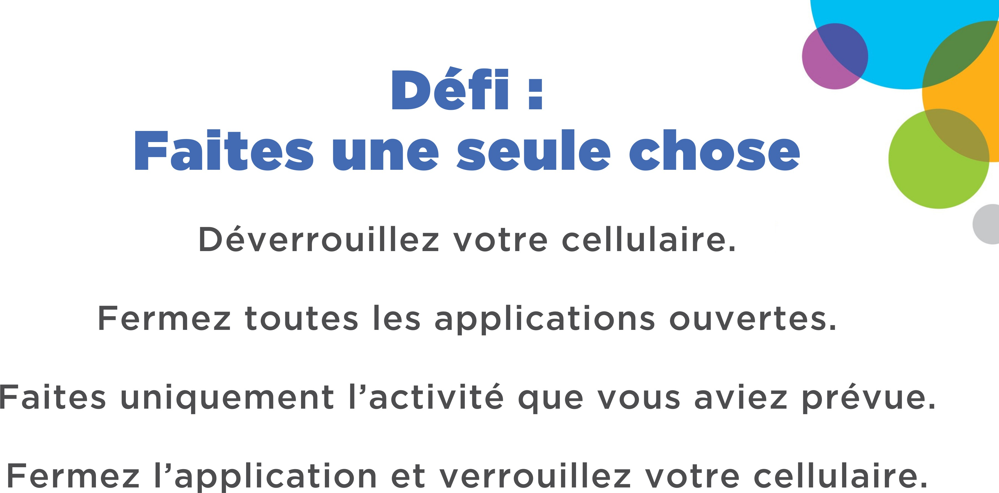 Défi :
Faites une seule chose
Déverrouillez votre cellulaire.
Fermez toutes les applications ouvertes.
Faites uniquement l’activité que vous aviez prévue.
Fermez l’application et verrouillez votre cellulaire.